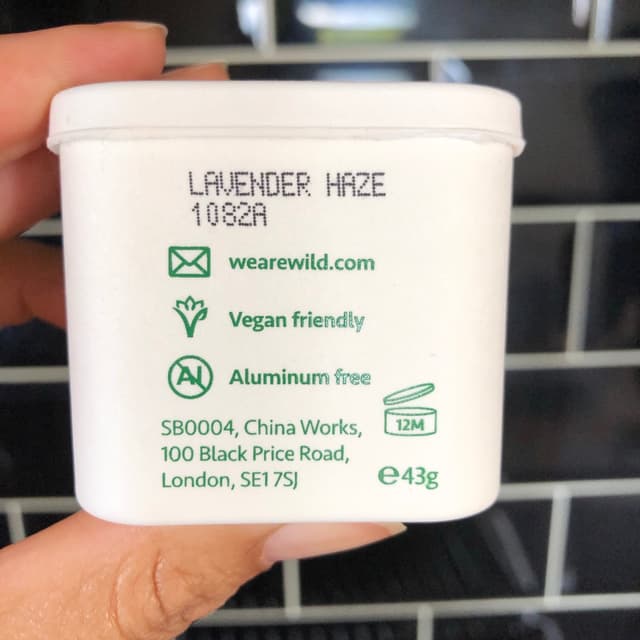 LAVENDER HAZE
1082A
wearewild.com
Vegan friendly
Aluminum free
12M
SB0004, China Works,
100 Black Price Road,
London, SE17SJ
℮43g